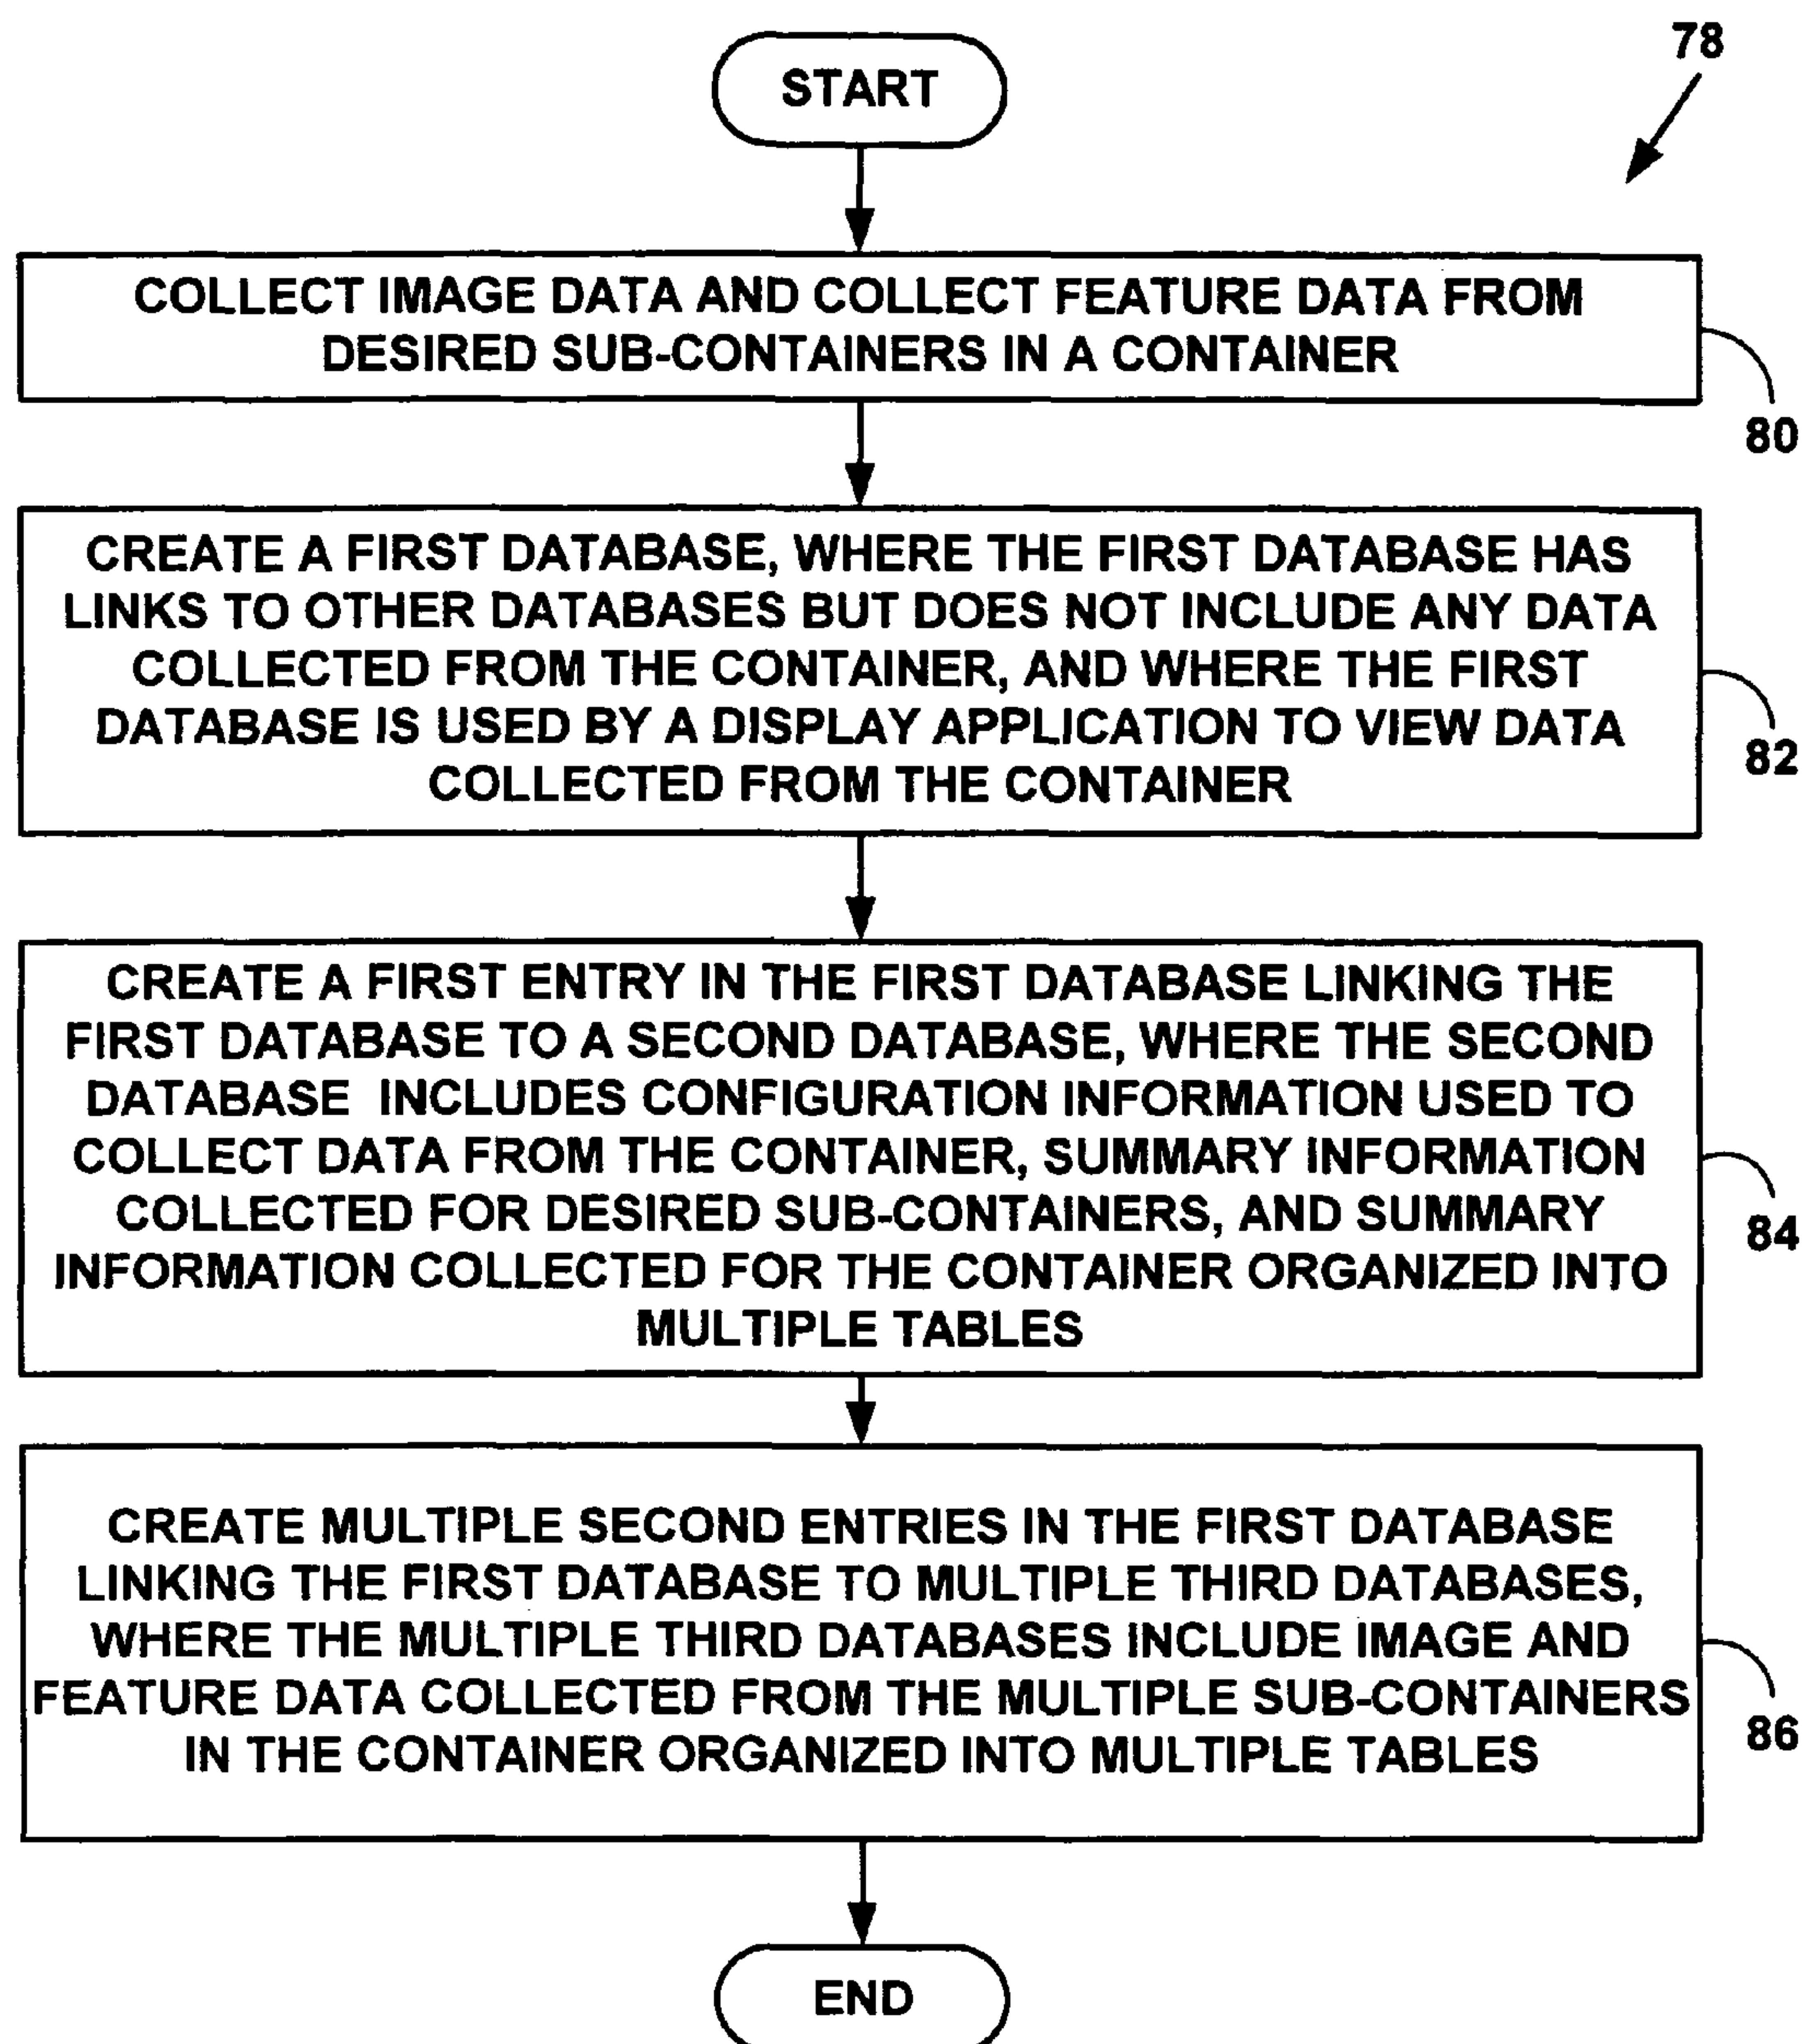 78
START
COLLECT IMAGE DATA AND COLLECT FEATURE DATA FROM
DESIRED SUB-CONTAINERS IN A CONTAINER
80
CREATE A FIRST DATABASE, WHERE THE FIRST DATABASE HAS
LINKS TO OTHER DATABASES BUT DOES NOT INCLUDE ANY DATA
COLLECTED FROM THE CONTAINER, AND WHERE THE FIRST
DATABASE IS USED BY A DISPLAY APPLICATION TO VIEW DATA
COLLECTED FROM THE CONTAINER
82
CREATE A FIRST ENTRY IN THE FIRST DATABASE LINKING THE
FIRST DATABASE TO A SECOND DATABASE, WHERE THE SECOND
DATABASE INCLUDES CONFIGURATION INFORMATION USED TO
COLLECT DATA FROM THE CONTAINER, SUMMARY INFORMATION
COLLECTED FOR DESIRED SUB-CONTAINERS, AND SUMMARY
INFORMATION COLLECTED FOR THE CONTAINER ORGANIZED INTO
MULTIPLE TABLES
84
CREATE MULTIPLE SECOND ENTRIES IN THE FIRST DATABASE
LINKING THE FIRST DATABASE TO MULTIPLE THIRD DATABASES,
WHERE THE MULTIPLE THIRD DATABASES INCLUDE IMAGE AND
FEATURE DATA COLLECTED FROM THE MULTIPLE SUB-CONTAINERS
IN THE CONTAINER ORGANIZED INTO MULTIPLE TABLES
86
END